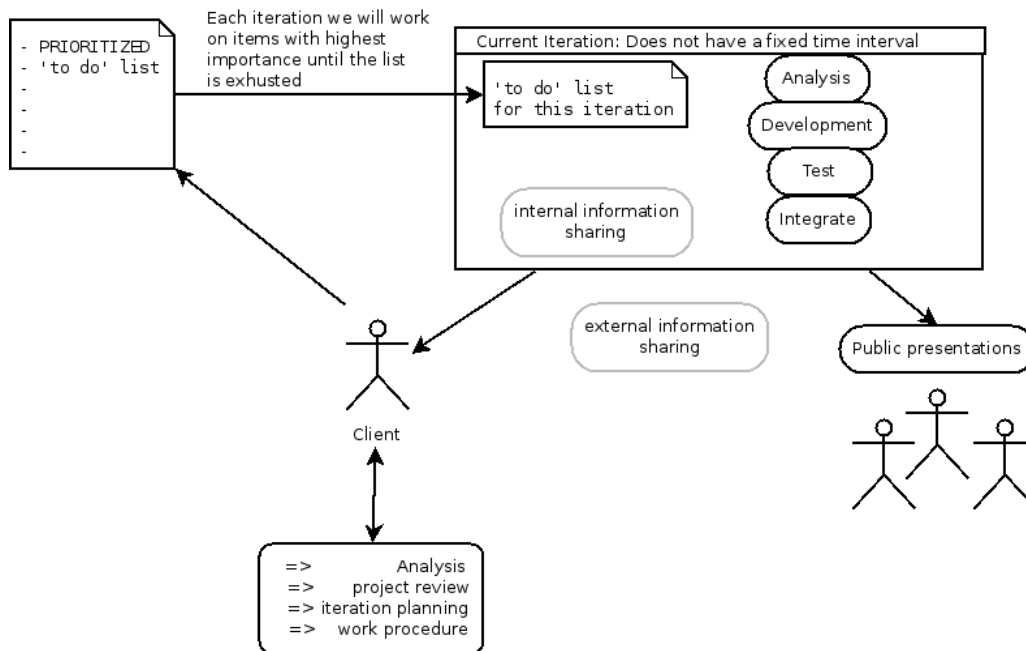 - PRIORITIZED
- 'to do' list
-
-
-
-
Each iteration we will work
on items with highest
importance until the list
is exhusted
Current Iteration: Does not have a fixed time interval
'to do' list
for this iteration
Analysis
Development
Test
Integrate
internal information
sharing
external information
sharing
Public presentations
Client
=> Analysis
=> project review
=> iteration planning
=> work procedure